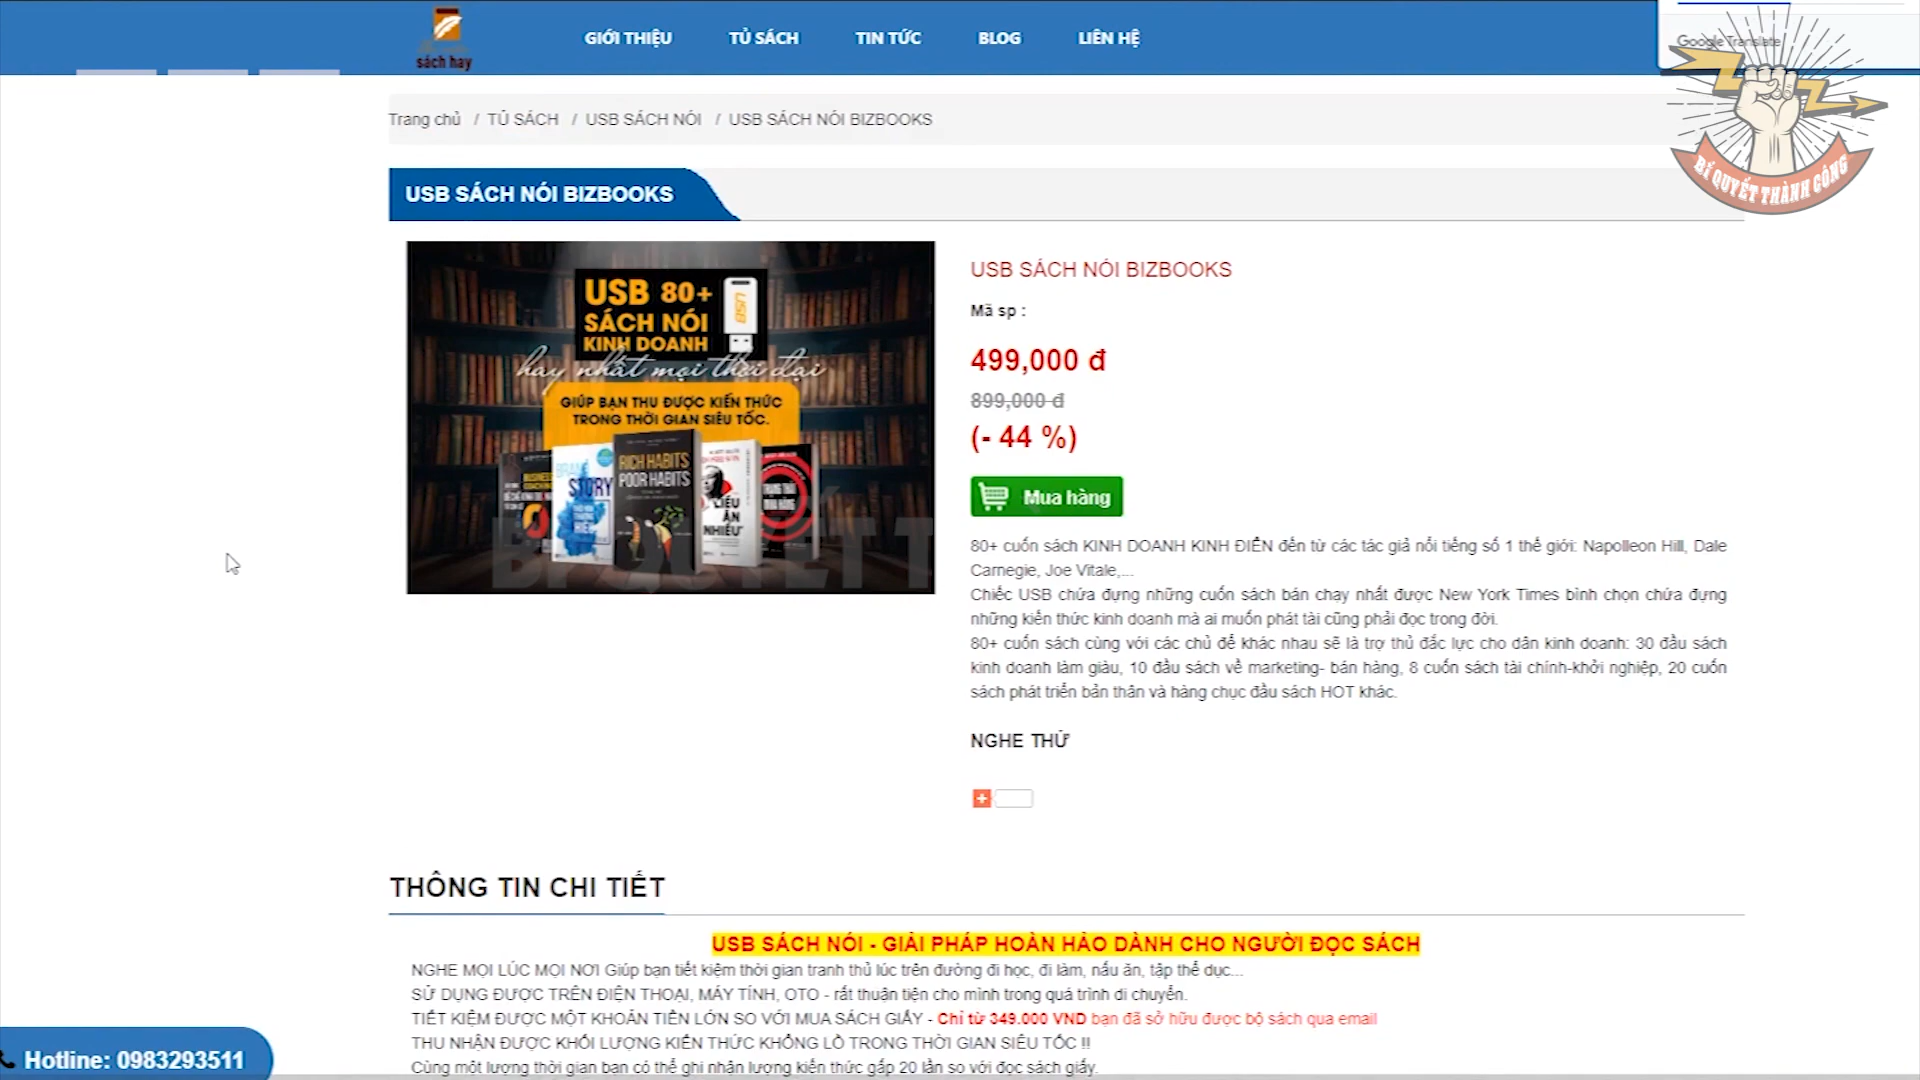 sách hay
GIỚI THIỆU
TỦ SÁCH
TIN TỨC
BLOG
LIÊN HỆ
Google Translate
BÍ QUYẾT THÀNH CÔNG
Trang chủ / TỦ SÁCH / USB SÁCH NÓI / USB SÁCH NÓI BIZBOOKS
USB SÁCH NÓI BIZBOOKS
USB 80+
SÁCH NÓI
KINH DOANH
USB
hay nhất mọi thời đại
GIÚP BẠN THU ĐƯỢC KIẾN THỨC
TRONG THỜI GIAN SIÊU TỐC.
STORY
RICH HABITS
POOR HABITS
LIỀU
ĂN
NHIỀU
USB SÁCH NÓI BIZBOOKS
Mã sp :
499,000 đ
899,000 đ
(- 44 %)
Mua hàng
80+ cuốn sách KINH DOANH KINH ĐIỂN đến từ các tác giả nổi tiếng số 1 thế giới: Napolleon Hill, Dale
Carnegie, Joe Vitale,...
Chiếc USB chứa đựng những cuốn sách bán chạy nhất được New York Times bình chọn chứa đựng
những kiến thức kinh doanh mà ai muốn phát tài cũng phải đọc trong đời.
80+ cuốn sách cùng với các chủ để khác nhau sẽ là trợ thủ đắc lực cho dân kinh doanh: 30 đầu sách
kinh doanh làm giàu, 10 đầu sách về marketing- bán hàng, 8 cuốn sách tài chính-khởi nghiệp, 20 cuốn
sách phát triển bản thân và hàng chục đầu sách HOT khác.
NGHE THỬ
THÔNG TIN CHI TIẾT
USB SÁCH NÓI - GIẢI PHÁP HOÀN HẢO DÀNH CHO NGƯỜI ĐỌC SÁCH
NGHE MỌI LÚC MỌI NƠI Giúp bạn tiết kiệm thời gian tranh thủ lúc trên đường đi học, đi làm, nấu ăn, tập thể dục...
SỬ DỤNG ĐƯỢC TRÊN ĐIỆN THOẠI, MÁY TÍNH, OTO - rất thuận tiện cho mình trong quá trình di chuyển.
TIẾT KIỆM ĐƯỢC MỘT KHOẢN TIỀN LỚN SO VỚI MUA SÁCH GIẤY - Chỉ từ 349.000 VND bạn đã sở hữu được bộ sách qua email
THU NHẬN ĐƯỢC KHỐI LƯỢNG KIẾN THỨC KHỔNG LỒ TRONG THỜI GIAN SIÊU TỐC !!
Cùng một lượng thời gian bạn có thể ghi nhận lượng kiến thức gấp 20 lần so với đọc sách giấy.
Hotline: 0983293511